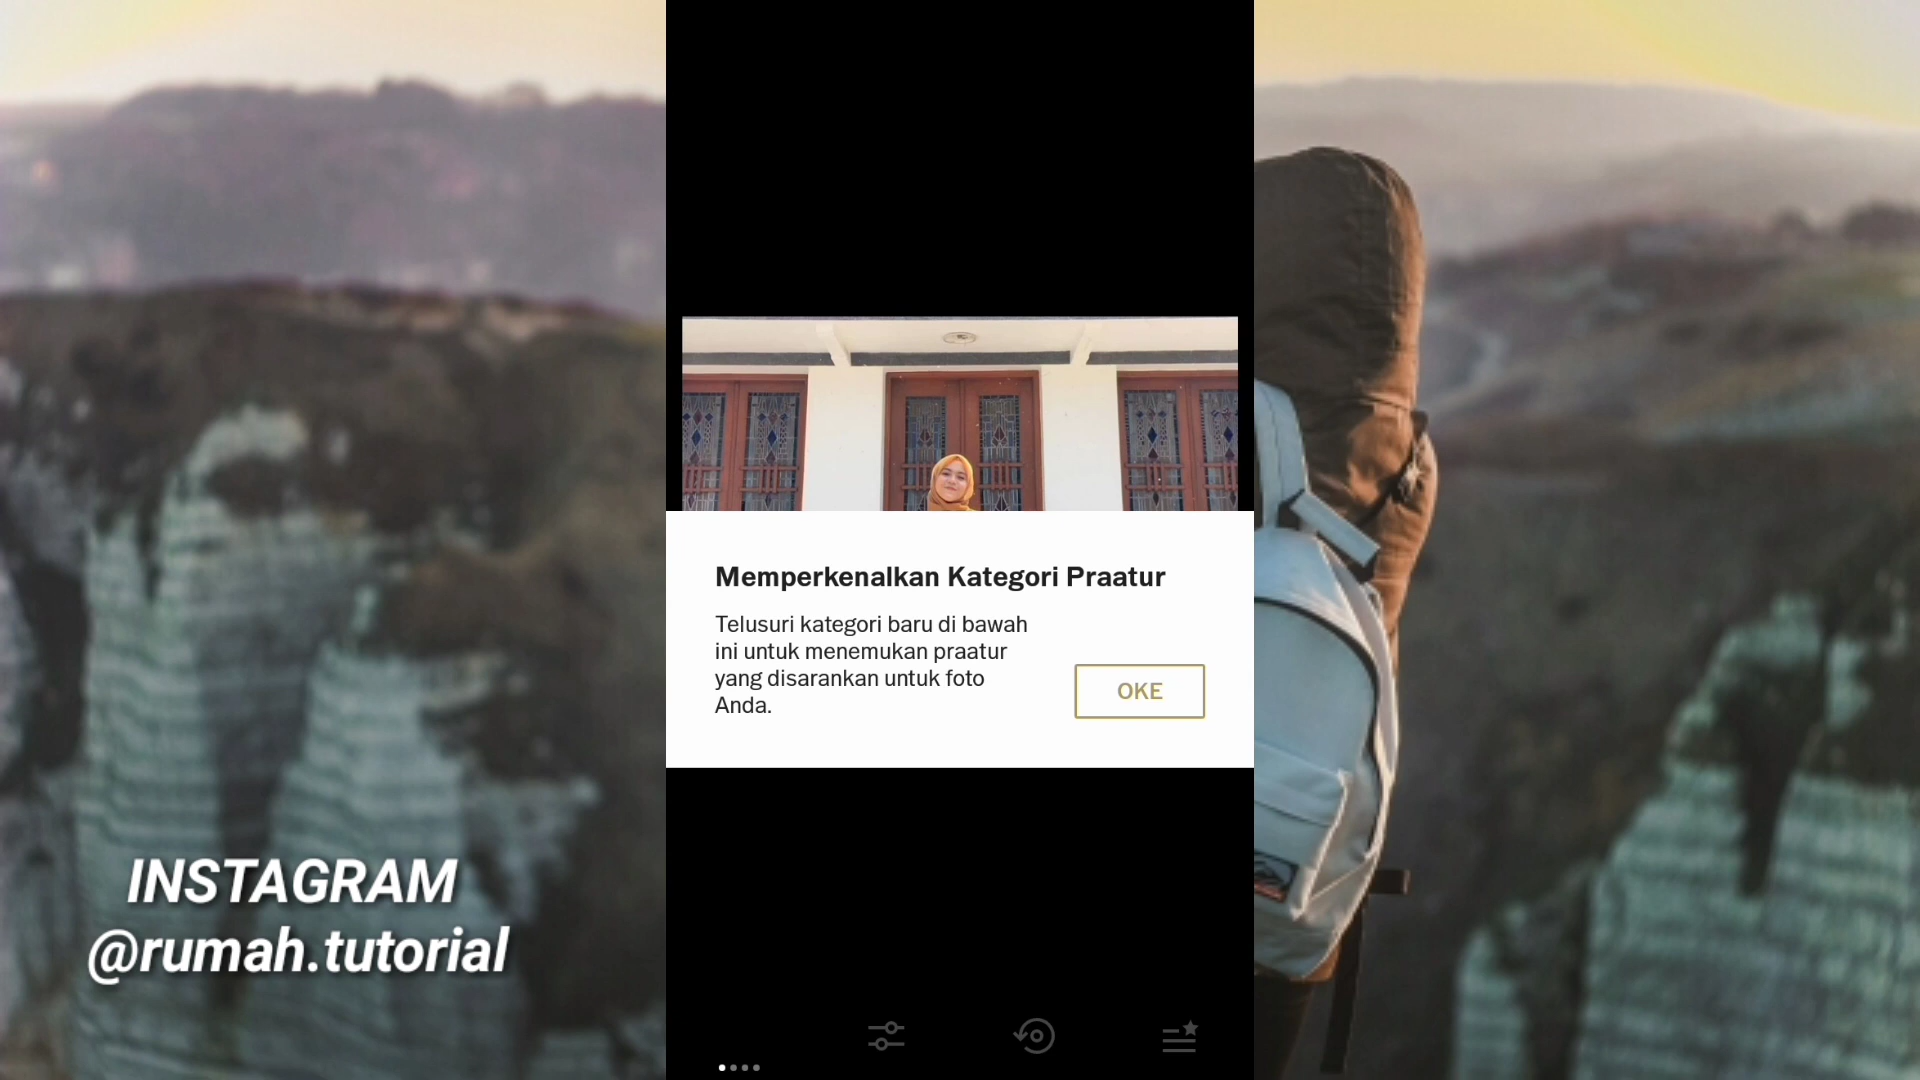 Memperkenalkan Kategori Praatur
Telusuri kategori baru di bawah
ini untuk menemukan praatur
yang disarankan untuk foto
Anda.
OKE
INSTAGRAM
@rumah.tutorial